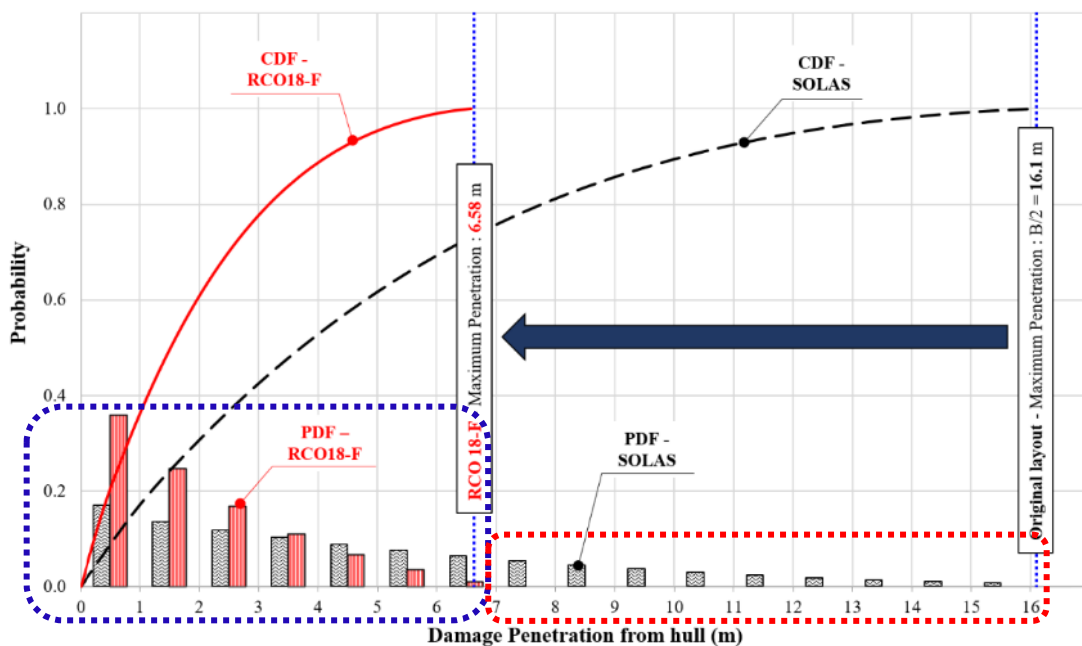 CDF -
RCO18-F
CDF -
SOLAS
1.0
0.8
0.6
0.4
0.2
0.0
Probability
PDF –
RCO18-F
PDF -
SOLAS
RCO 18-F- Maximum Penetration : 6.58 m
Original layout - Maximum Penetration : B/2 = 16.1 m
0 1 2 3 4 5 6 7 8 9 10 11 12 13 14 15 16
Damage Penetration from hull (m)